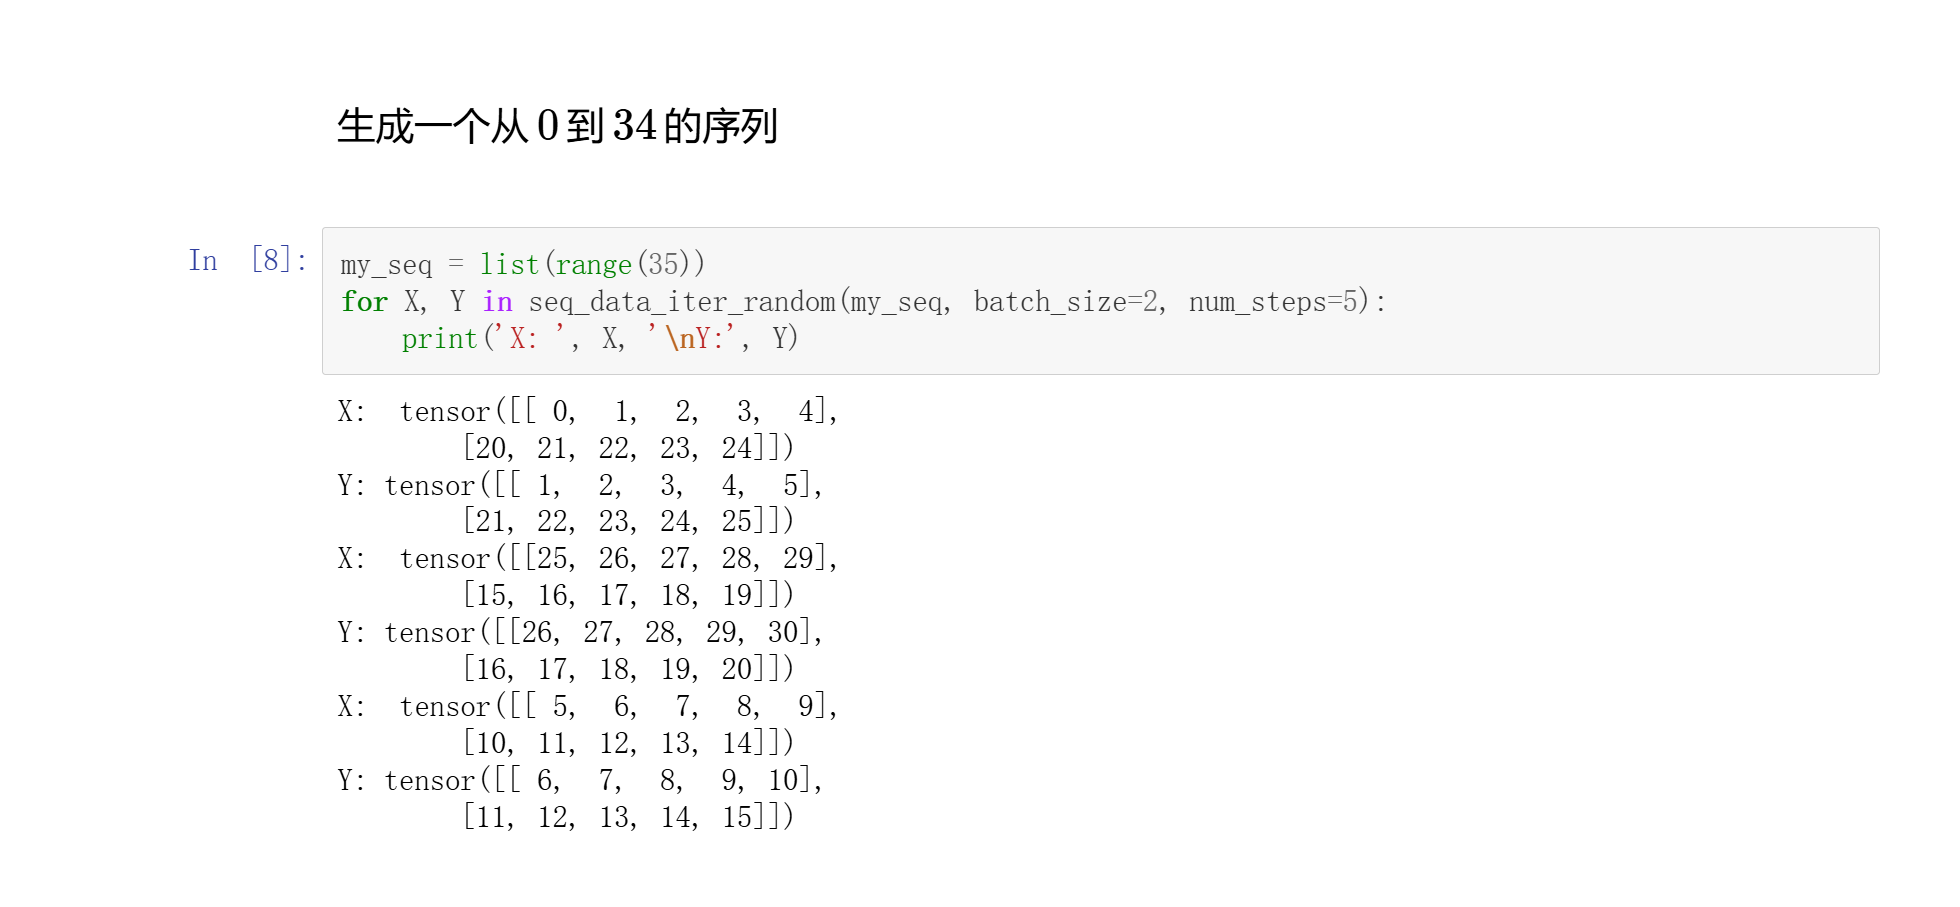 生成一个从 0 到 34 的序列
In [8]:
my_seq = list(range(35))
for X, Y in seq_data_iter_random(my_seq, batch_size=2, num_steps=5):
    print('X: ', X, '\nY:', Y)
X:  tensor([[ 0,  1,  2,  3,  4],
        [20, 21, 22, 23, 24]])
Y: tensor([[ 1,  2,  3,  4,  5],
        [21, 22, 23, 24, 25]])
X:  tensor([[25, 26, 27, 28, 29],
        [15, 16, 17, 18, 19]])
Y: tensor([[26, 27, 28, 29, 30],
        [16, 17, 18, 19, 20]])
X:  tensor([[ 5,  6,  7,  8,  9],
        [10, 11, 12, 13, 14]])
Y: tensor([[ 6,  7,  8,  9, 10],
        [11, 12, 13, 14, 15]])